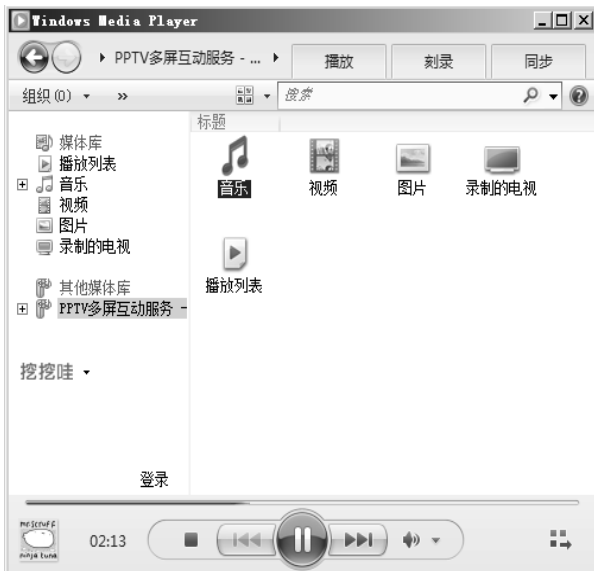 Windows Media Player
PPTV多屏互动服务 - ...
播放
刻录
同步
组织(O)
»
搜索
标题
媒体库
播放列表
音乐
视频
图片
录制的电视
其他媒体库
PPTV多屏互动服务 -
挖挖哇
登录
音乐
视频
图片
录制的电视
播放列表
mr.scruff
ninja tuna
02:13